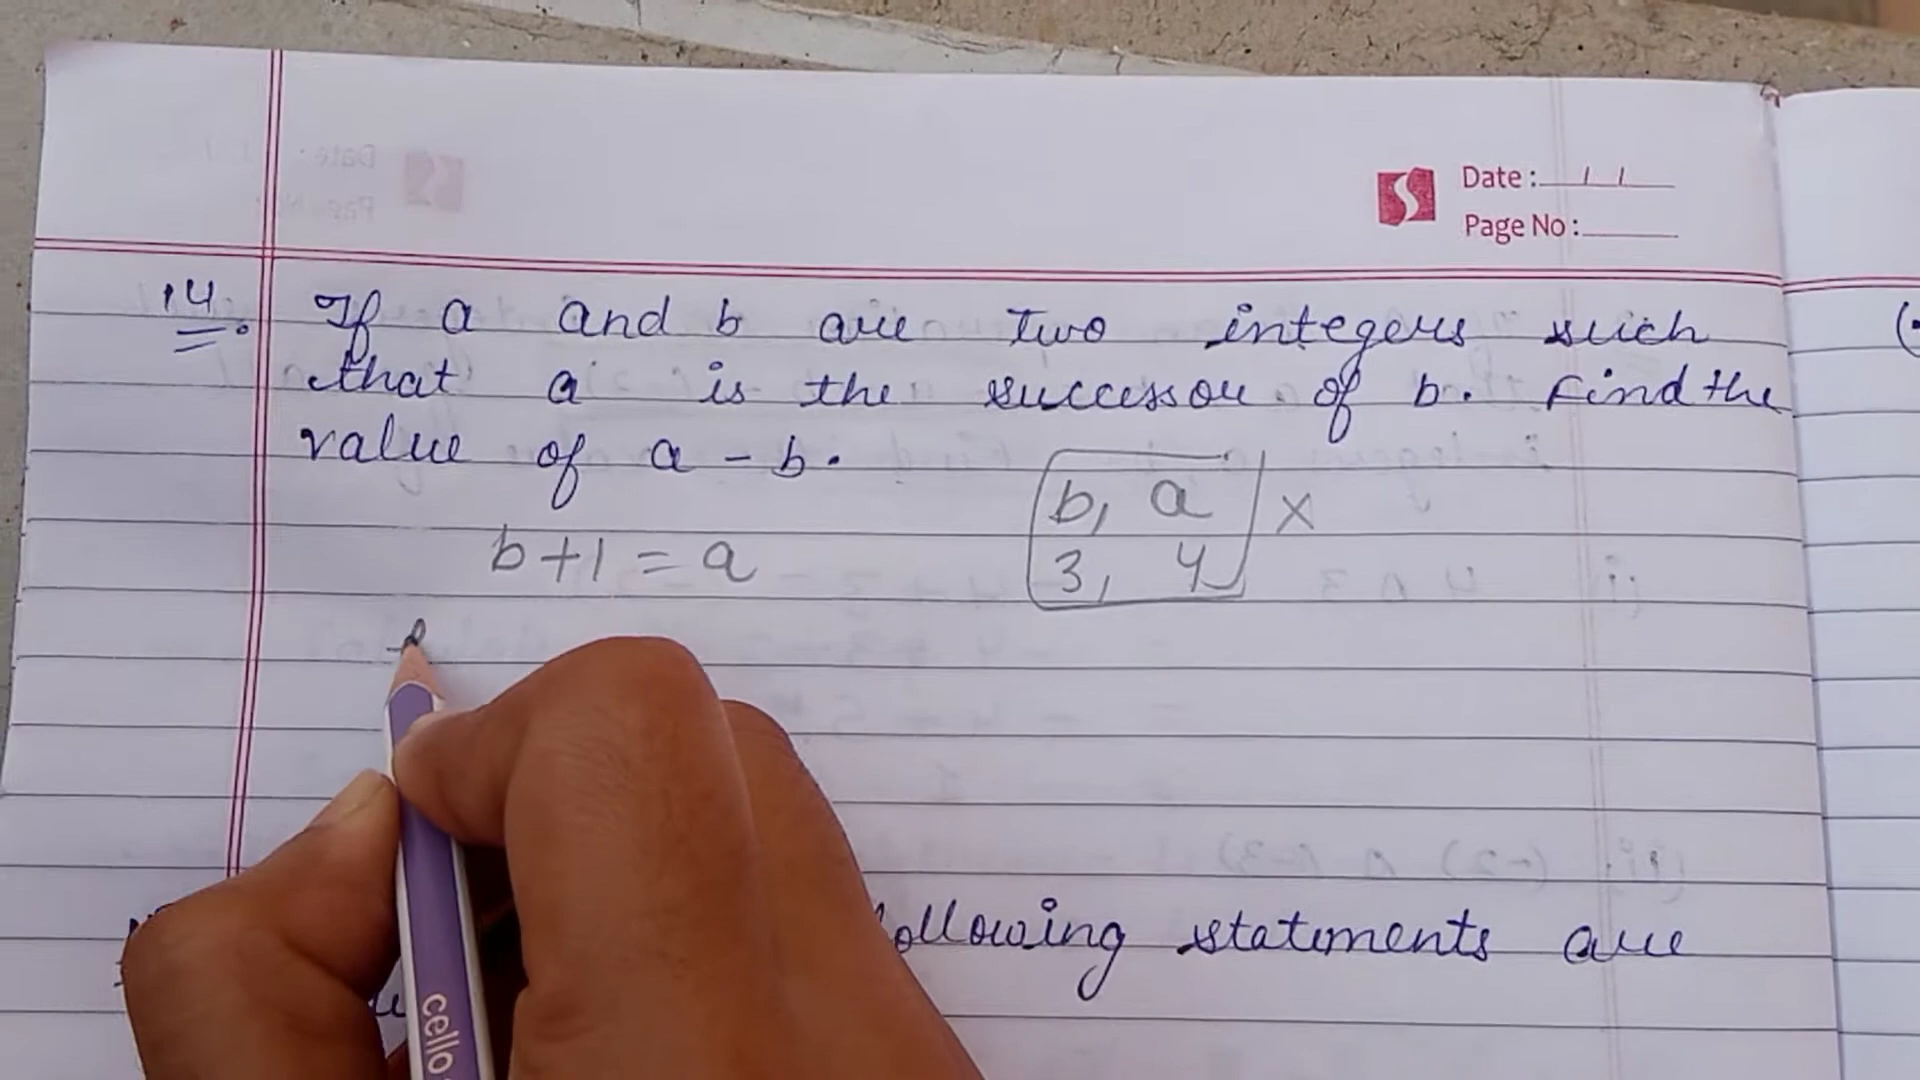 Date : / /
Page No :
14. If a and b are two integers such
that a is the successor of b. Find the
value of a - b.
b, a
3, 4 x
b+1 = a
following statements are
cello